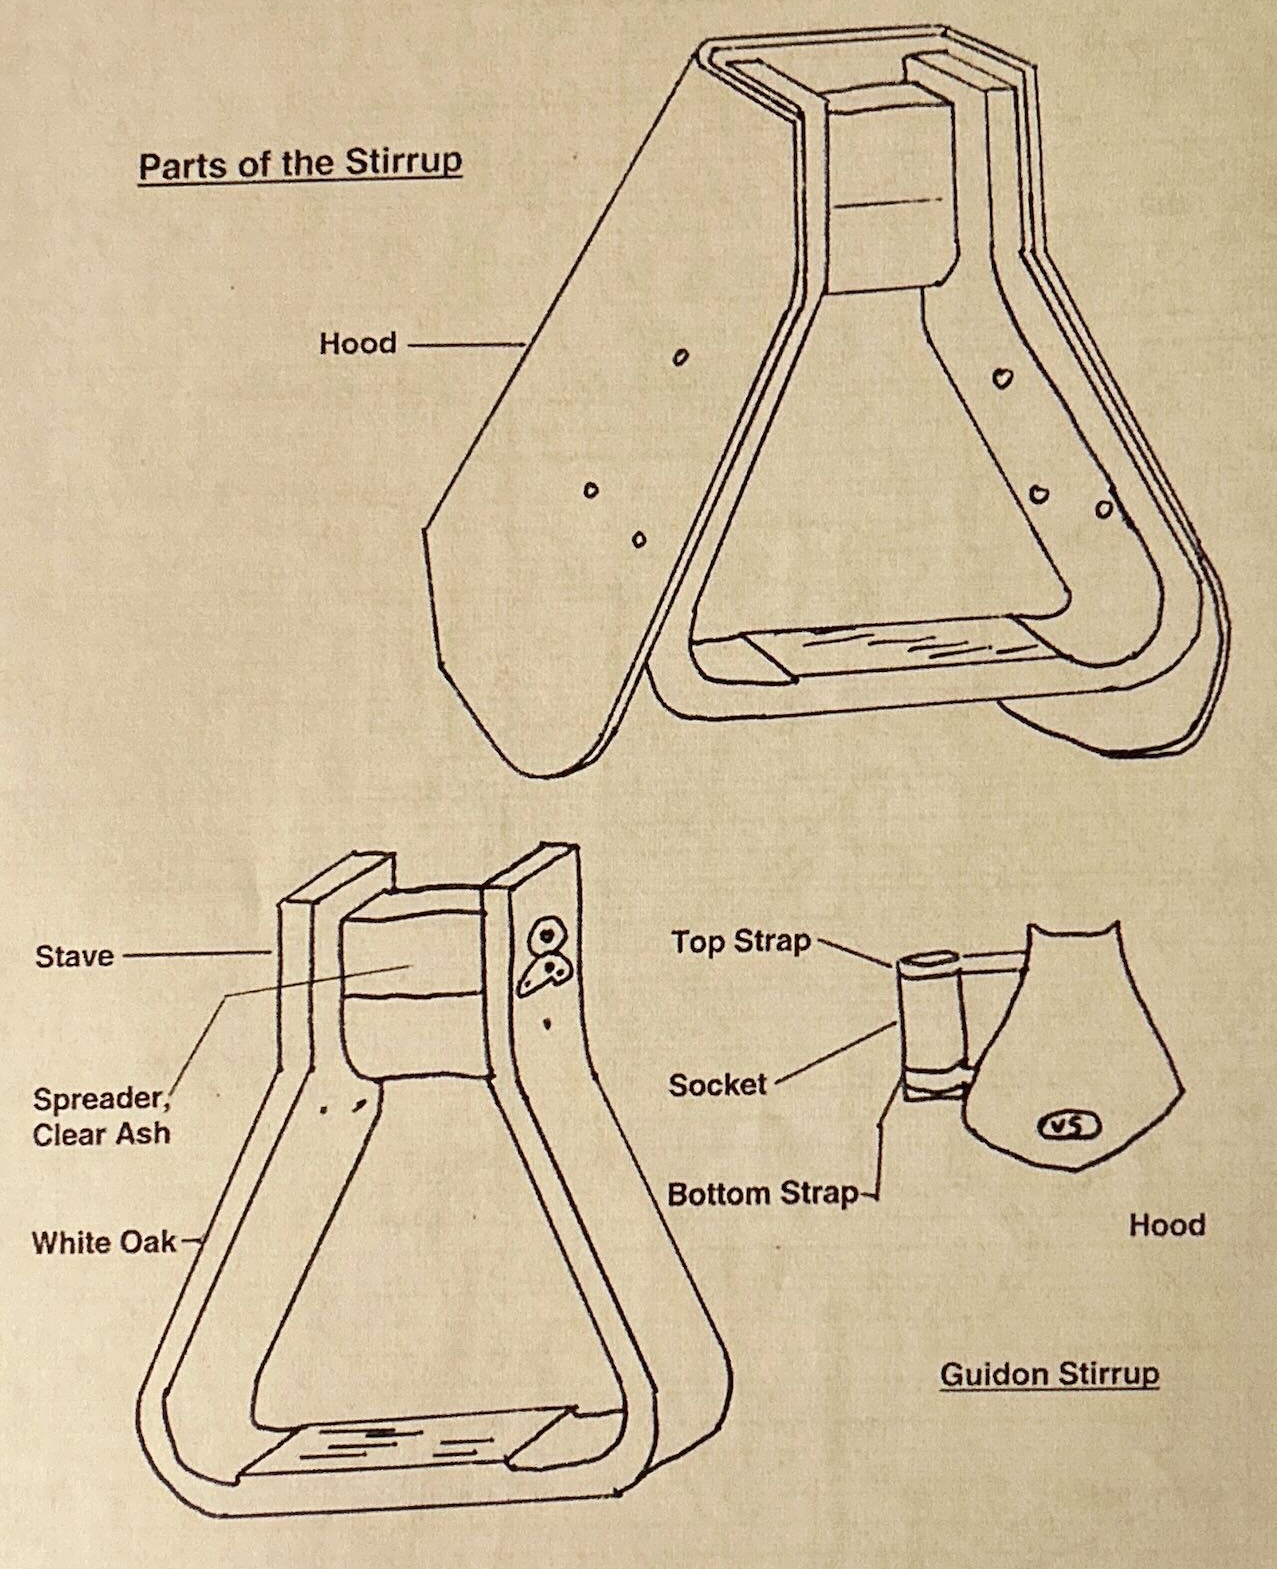 Parts of the Stirrup
Hood
Stave
Spreader,
Clear Ash
White Oak
Top Strap
Socket
Bottom Strap
VS
Hood
Guidon Stirrup